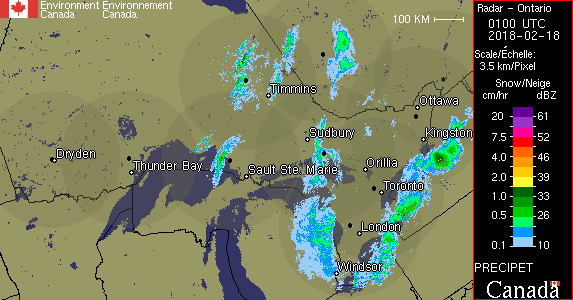 Environment Environnement
Canada Canada
100 KM
Radar - Ontario
0100 UTC
2018-02-18
Scale/Échelle:
3.5 km/Pixel
Snow/Neige
cm/hr dBZ
20 61
7.5 52
4.0 46
2.0 39
1.0 33
0.5 26
0.1 10
PRECIPET
Canada
Timmins
Ottawa
Sudbury
Kingston
Dryden
Thunder Bay
Sault Ste. Marie
Orillia
Toronto
London
Windsor